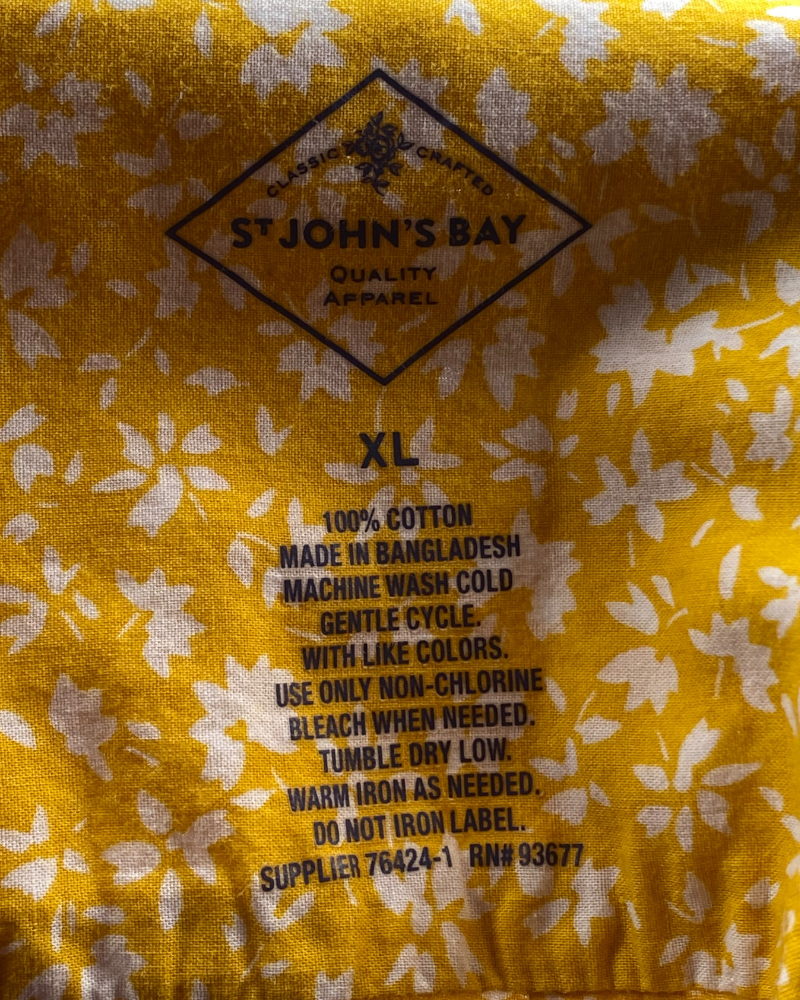 CLASSIC CRAFTED
ST JOHN'S BAY
QUALITY
APPAREL
XL
100% COTTON
MADE IN BANGLADESH
MACHINE WASH COLD
GENTLE CYCLE.
WITH LIKE COLORS.
USE ONLY NON-CHLORINE
BLEACH WHEN NEEDED.
TUMBLE DRY LOW.
WARM IRON AS NEEDED.
DO NOT IRON LABEL.
SUPPLIER 76424-1 RN# 93677